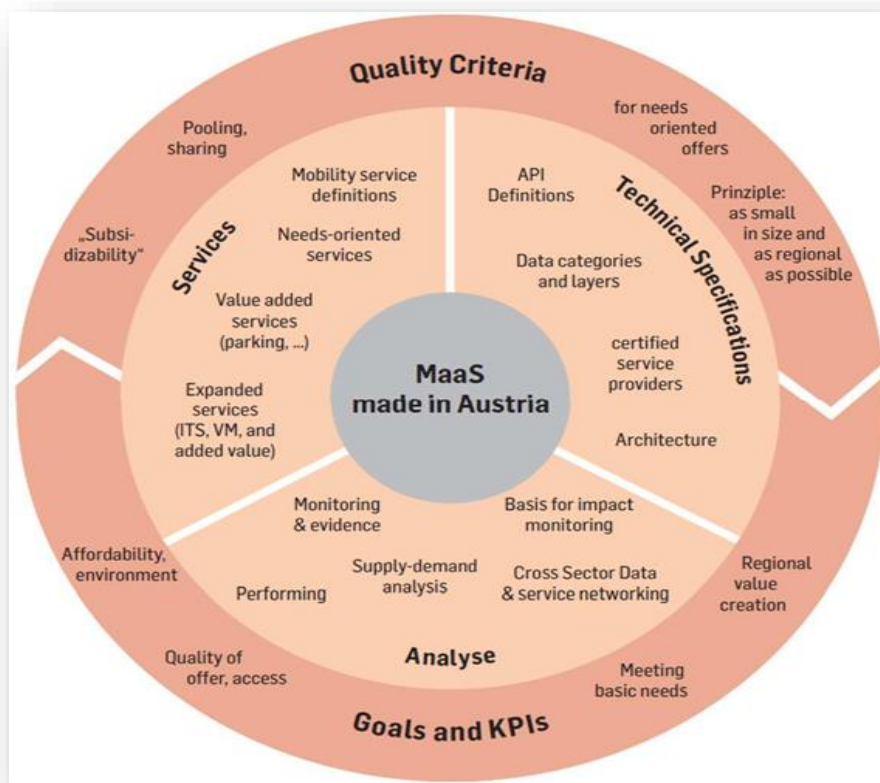 Quality Criteria
Pooling,
sharing
„Subsi-
dizability“
for needs
oriented
offers
Prinziple:
as small
in size and
as regional
as possible
Services
Mobility service
definitions
Needs-oriented
services
Value added
services
(parking, ...)
Expanded
services
(ITS, VM, and
added value)
Technical Specifications
API
Definitions
Data categories
and layers
certified
service
providers
Architecture
MaaS
made in Austria
Monitoring
& evidence
Basis for impact
monitoring
Performing
Supply-demand
analysis
Cross Sector Data
& service networking
Analyse
Affordability,
environment
Quality of
offer, access
Regional
value
creation
Meeting
basic needs
Goals and KPIs